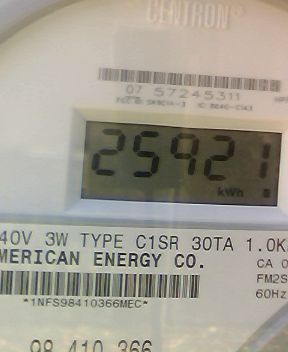 CENTRON®
07 57245311
25921
kWh
40V 3W TYPE C1SR 30TA 1.0K
MERICAN ENERGY CO.
CA 0
FM2S
60Hz
*1NFS98410366MEC*
98 410 366